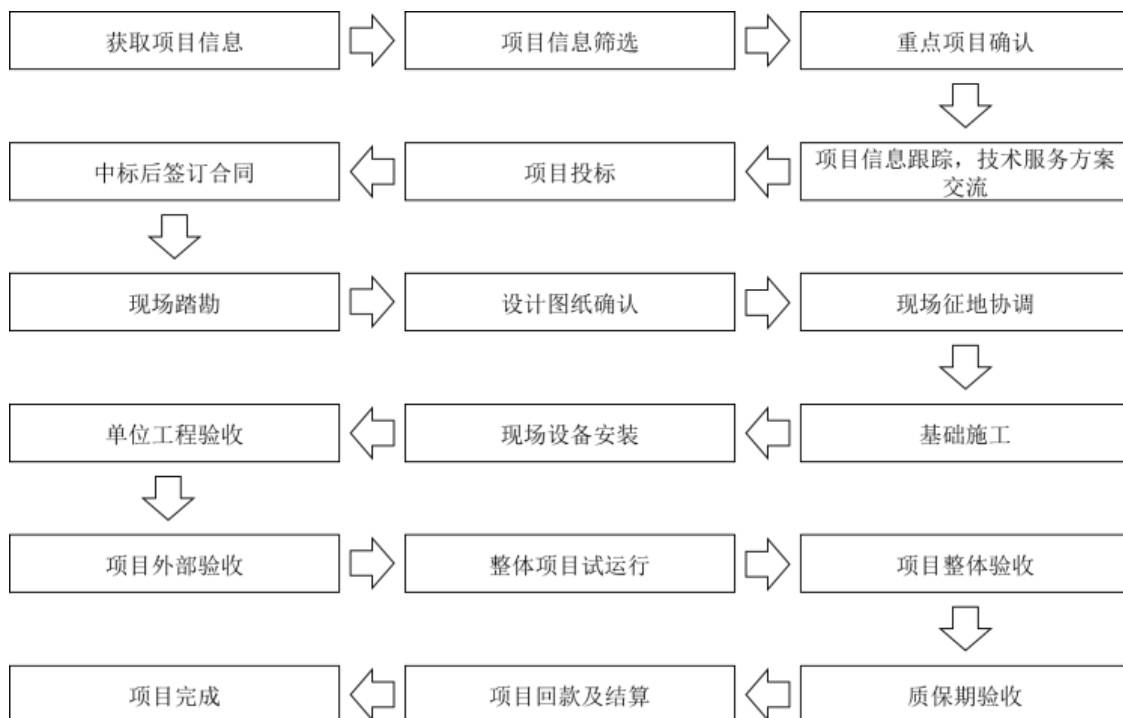 获取项目信息
项目信息筛选
重点项目确认
项目信息跟踪，技术服务方案
交流
项目投标
中标后签订合同
现场踏勘
设计图纸确认
现场征地协调
基础施工
现场设备安装
单位工程验收
项目外部验收
整体项目试运行
项目整体验收
质保期验收
项目回款及结算
项目完成